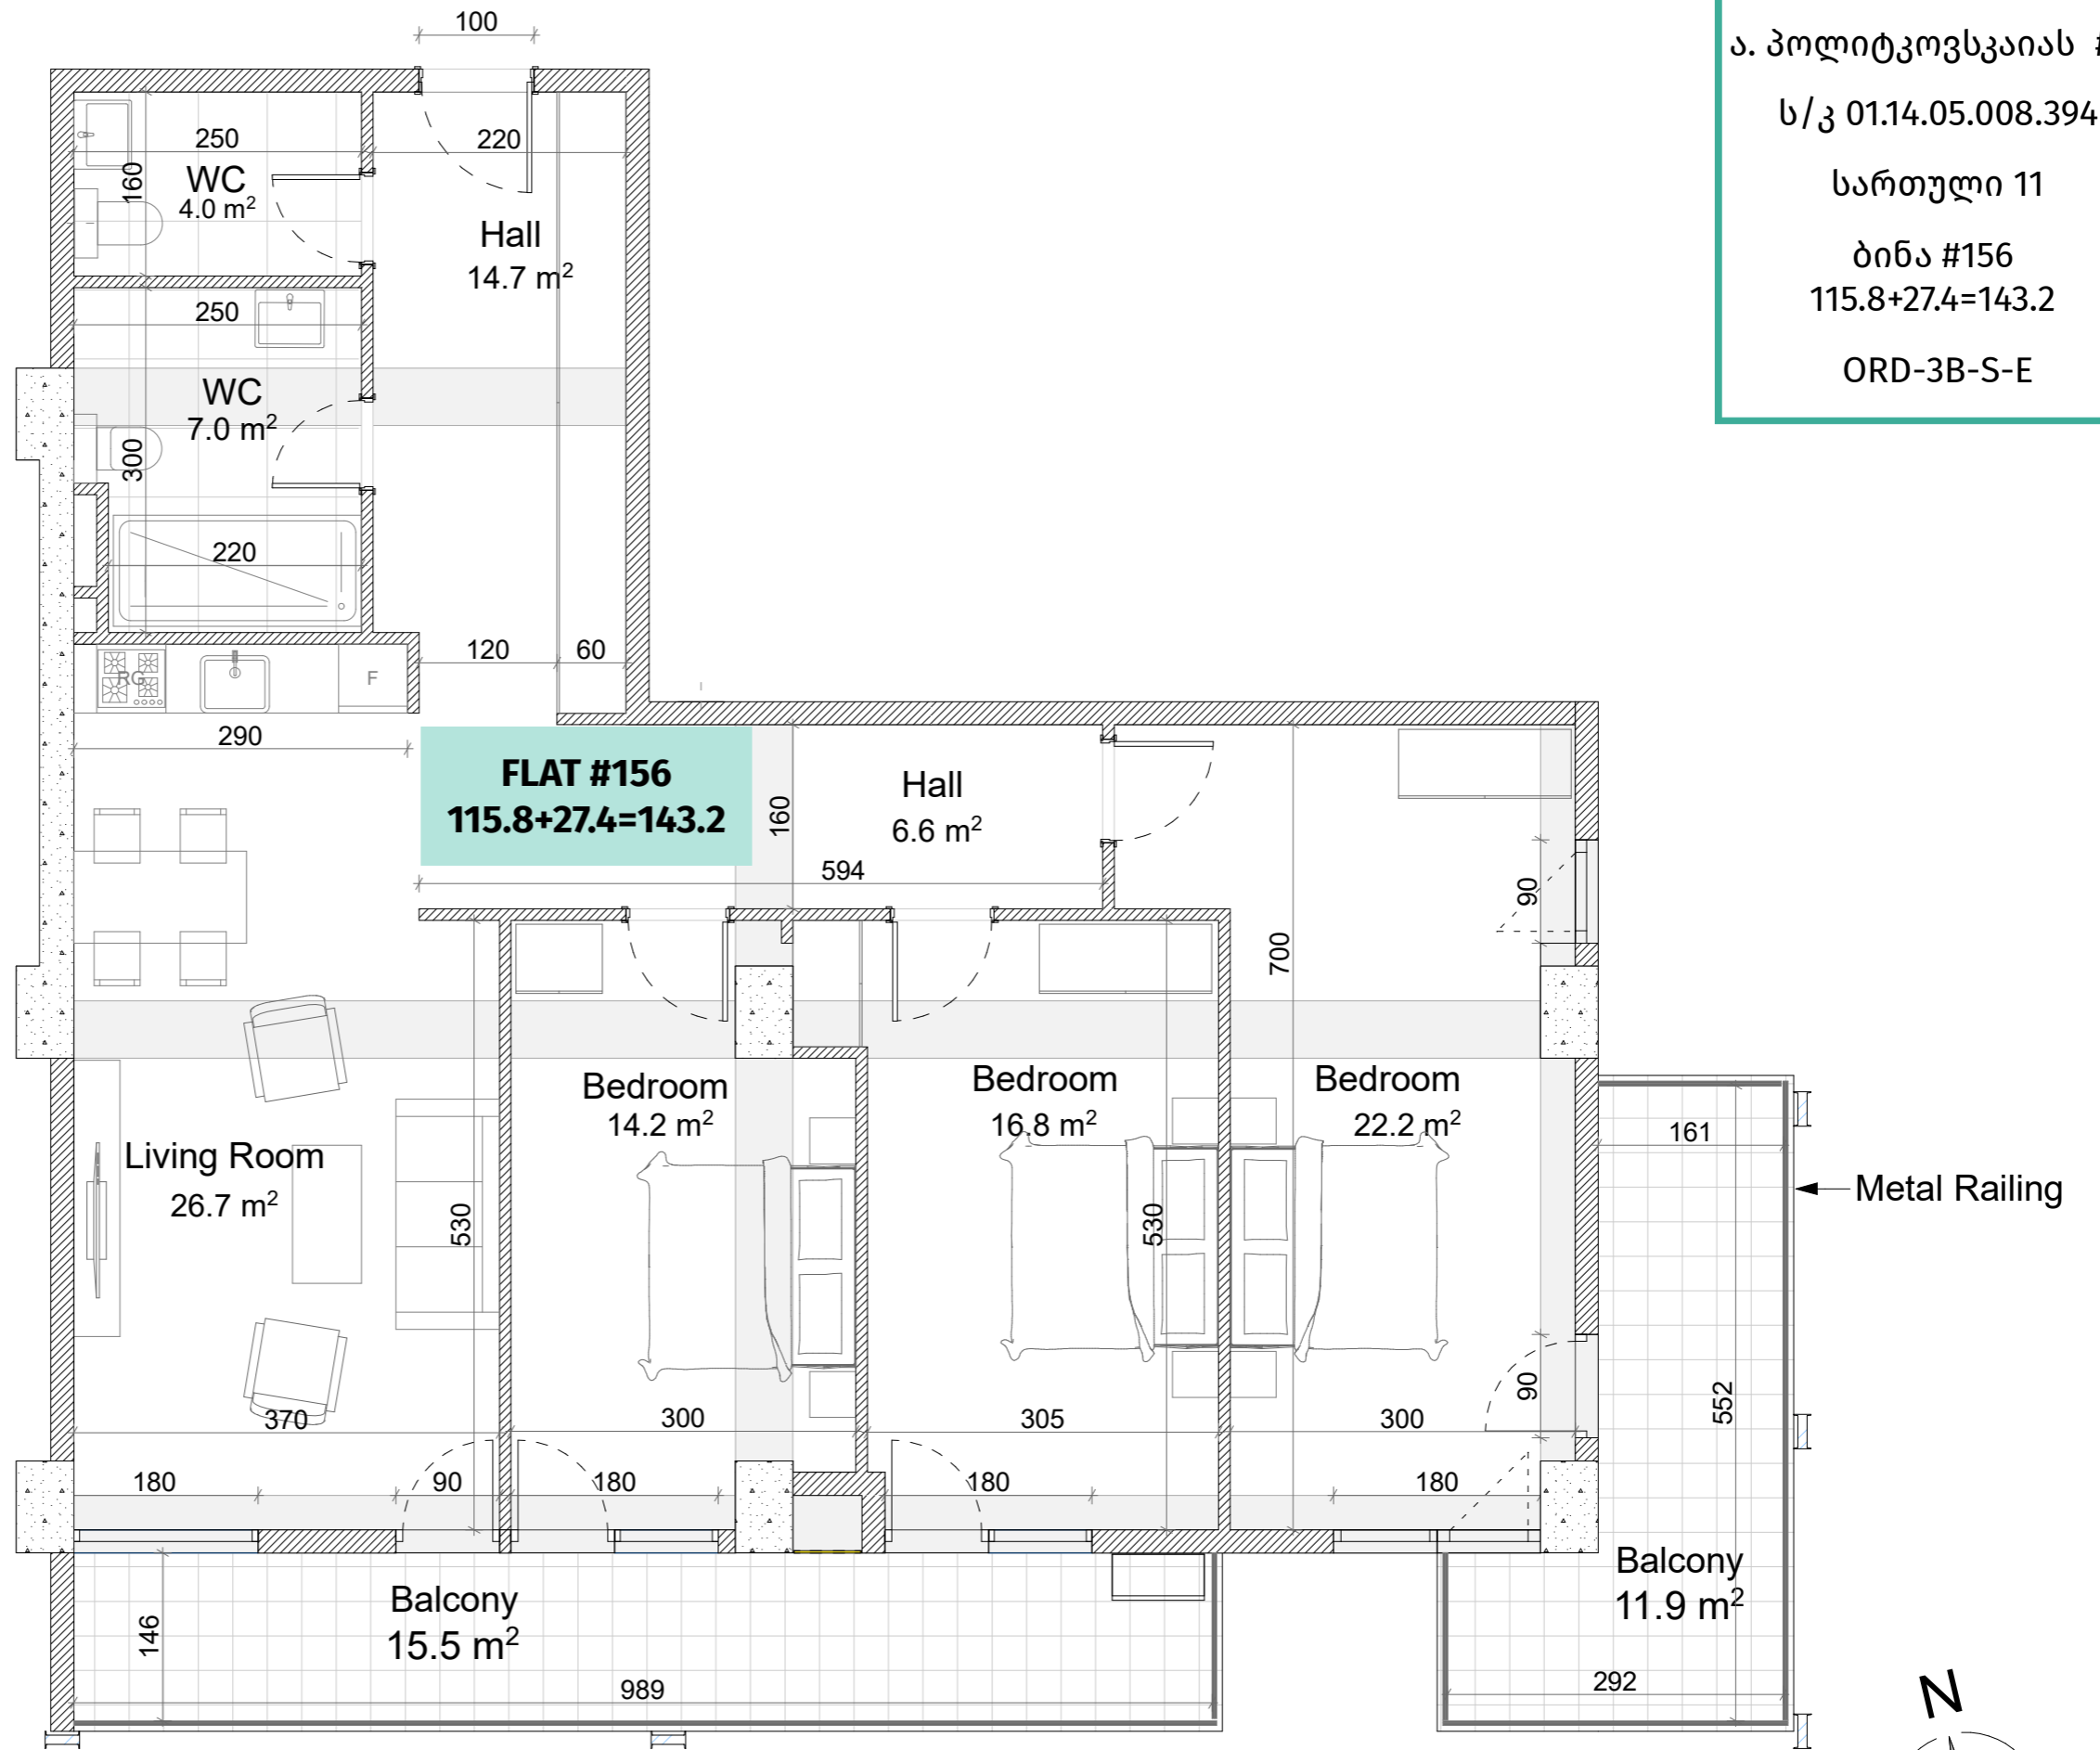 100
ა. პოლიტკოვსკაიას #
ს/კ 01.14.05.008.394
სართული 11
ბინა #156
115.8+27.4=143.2
ORD-3B-S-E
250
220
160
WC
4.0 m²
Hall
14.7 m²
250
WC
7.0 m²
300
220
120
60
RG
F
290
FLAT #156
115.8+27.4=143.2
160
Hall
6.6 m²
594
90
700
Bedroom
14.2 m²
Bedroom
16.8 m²
Bedroom
22.2 m²
161
Metal Railing
Living Room
26.7 m²
530
530
90
552
370
300
305
300
180
90
180
180
180
Balcony
15.5 m²
146
989
Balcony
11.9 m²
292
N